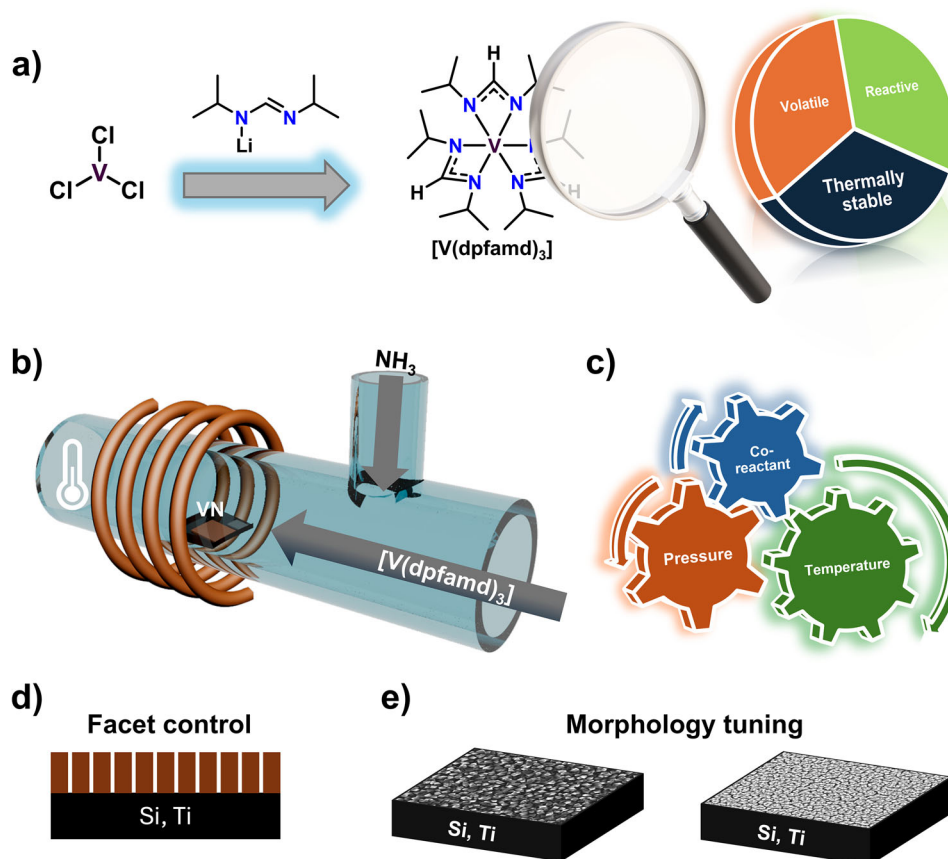 a)
Cl
V
Cl
Cl
N
N
Li
H
N
N
N
V
N
N
N
H
H
[V(dpfamd)₃]
Volatile
Reactive
Thermally
stable
b)
NH₃
VN
[V(dpfamd)₃]
c)
Co-
reactant
Pressure
Temperature
d)
Facet control
Si, Ti
e)
Morphology tuning
Si, Ti
Si, Ti